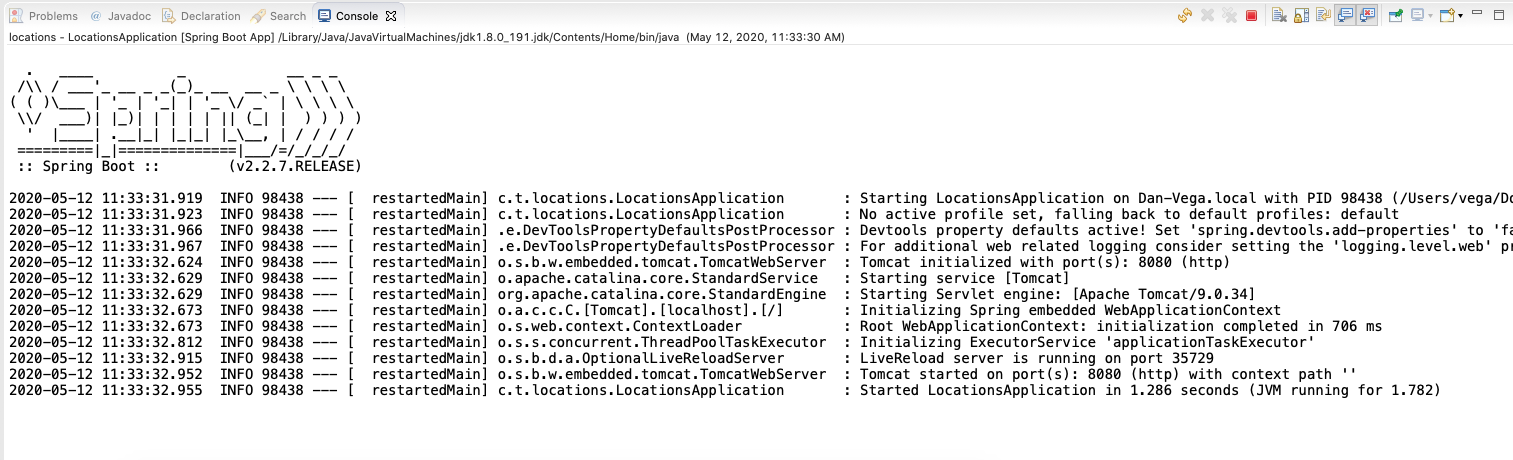 Problems @ Javadoc Declaration Search Console
locations - LocationsApplication [Spring Boot App] /Library/Java/JavaVirtualMachines/jdk1.8.0_191.jdk/Contents/Home/bin/java (May 12, 2020, 11:33:30 AM)
  .   ____          _            __ _ _
 /\\ / ___'_ __ _ _(_)_ __  __ _ \ \ \ \
( ( )\___ | '_ | '_| | '_ \/ _` | \ \ \ \
 \\/  ___)| |_)| | | | | || (_| |  ) ) ) )
  '  |____| .__|_| |_|_| |_\__, | / / / /
 =========|_|==============|___/=/_/_/_/
 :: Spring Boot ::        (v2.2.7.RELEASE)
2020-05-12 11:33:31.919  INFO 98438 --- [  restartedMain] c.t.locations.LocationsApplication       : Starting LocationsApplication on Dan-Vega.local with PID 98438 (/Users/vega/Do
2020-05-12 11:33:31.923  INFO 98438 --- [  restartedMain] c.t.locations.LocationsApplication       : No active profile set, falling back to default profiles: default
2020-05-12 11:33:31.966  INFO 98438 --- [  restartedMain] .e.DevToolsPropertyDefaultsPostProcessor : Devtools property defaults active! Set 'spring.devtools.add-properties' to 'fa
2020-05-12 11:33:31.967  INFO 98438 --- [  restartedMain] .e.DevToolsPropertyDefaultsPostProcessor : For additional web related logging consider setting the 'logging.level.web' pr
2020-05-12 11:33:32.624  INFO 98438 --- [  restartedMain] o.s.b.w.embedded.tomcat.TomcatWebServer  : Tomcat initialized with port(s): 8080 (http)
2020-05-12 11:33:32.629  INFO 98438 --- [  restartedMain] o.apache.catalina.core.StandardService   : Starting service [Tomcat]
2020-05-12 11:33:32.629  INFO 98438 --- [  restartedMain] org.apache.catalina.core.StandardEngine  : Starting Servlet engine: [Apache Tomcat/9.0.34]
2020-05-12 11:33:32.673  INFO 98438 --- [  restartedMain] o.a.c.c.C.[Tomcat].[localhost].[/]       : Initializing Spring embedded WebApplicationContext
2020-05-12 11:33:32.673  INFO 98438 --- [  restartedMain] o.s.web.context.ContextLoader            : Root WebApplicationContext: initialization completed in 706 ms
2020-05-12 11:33:32.812  INFO 98438 --- [  restartedMain] o.s.s.concurrent.ThreadPoolTaskExecutor  : Initializing ExecutorService 'applicationTaskExecutor'
2020-05-12 11:33:32.915  INFO 98438 --- [  restartedMain] o.s.b.d.a.OptionalLiveReloadServer       : LiveReload server is running on port 35729
2020-05-12 11:33:32.952  INFO 98438 --- [  restartedMain] o.s.b.w.embedded.tomcat.TomcatWebServer  : Tomcat started on port(s): 8080 (http) with context path ''
2020-05-12 11:33:32.955  INFO 98438 --- [  restartedMain] c.t.locations.LocationsApplication       : Started LocationsApplication in 1.286 seconds (JVM running for 1.782)